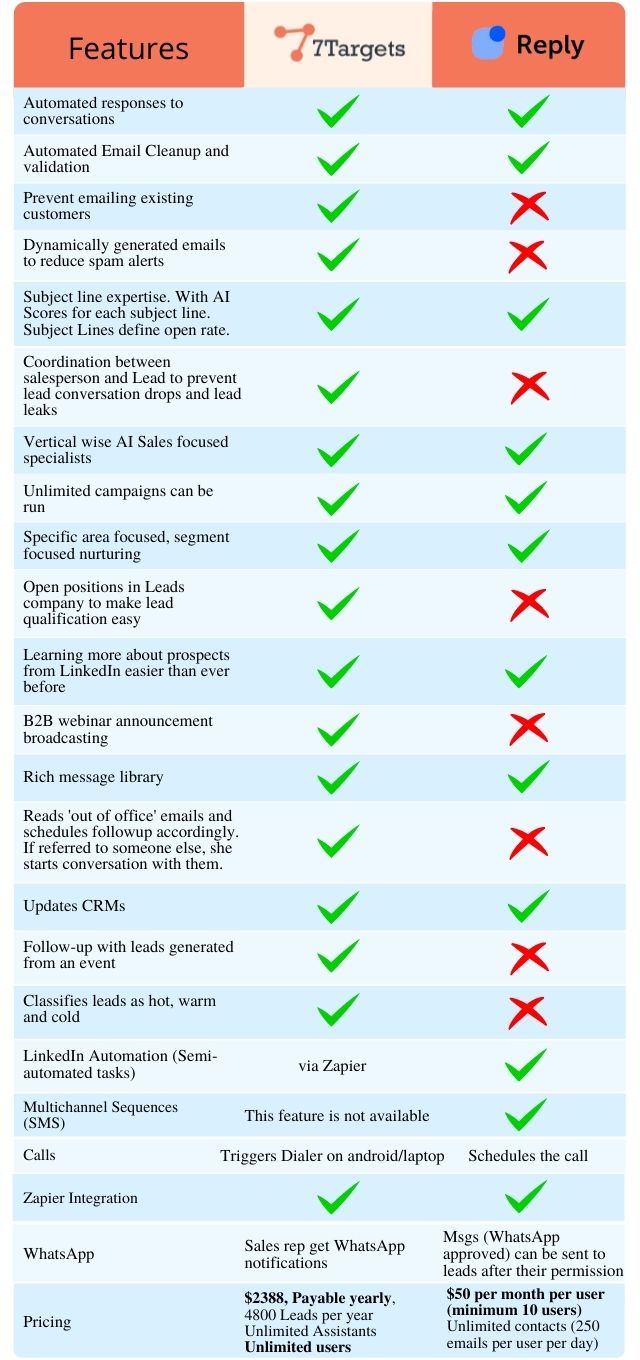 Features
7Targets
Reply
Automated responses to
conversations
Automated Email Cleanup and
validation
Prevent emailing existing
customers
Dynamically generated emails
to reduce spam alerts
Subject line expertise. With AI
Scores for each subject line.
Subject Lines define open rate.
Coordination between
salesperson and Lead to prevent
lead conversation drops and lead
leaks
Vertical wise AI Sales focused
specialists
Unlimited campaigns can be
run
Specific area focused, segment
focused nurturing
Open positions in Leads
company to make lead
qualification easy
Learning more about prospects
from LinkedIn easier than ever
before
B2B webinar announcement
broadcasting
Rich message library
Reads 'out of office' emails and
schedules followup accordingly.
If referred to someone else, she
starts conversation with them.
Updates CRMs
Follow-up with leads generated
from an event
Classifies leads as hot, warm
and cold
LinkedIn Automation (Semi-
automated tasks)
via Zapier
Multichannel Sequences
(SMS)
This feature is not available
Calls
Triggers Dialer on android/laptop
Schedules the call
Zapier Integration
WhatsApp
Sales rep get WhatsApp
notifications
Msgs (WhatsApp
approved) can be sent to
leads after their permission
Pricing
$2388, Payable yearly,
4800 Leads per year
Unlimited Assistants
Unlimited users
$50 per month per user
(minimum 10 users)
Unlimited contacts (250
emails per user per day)